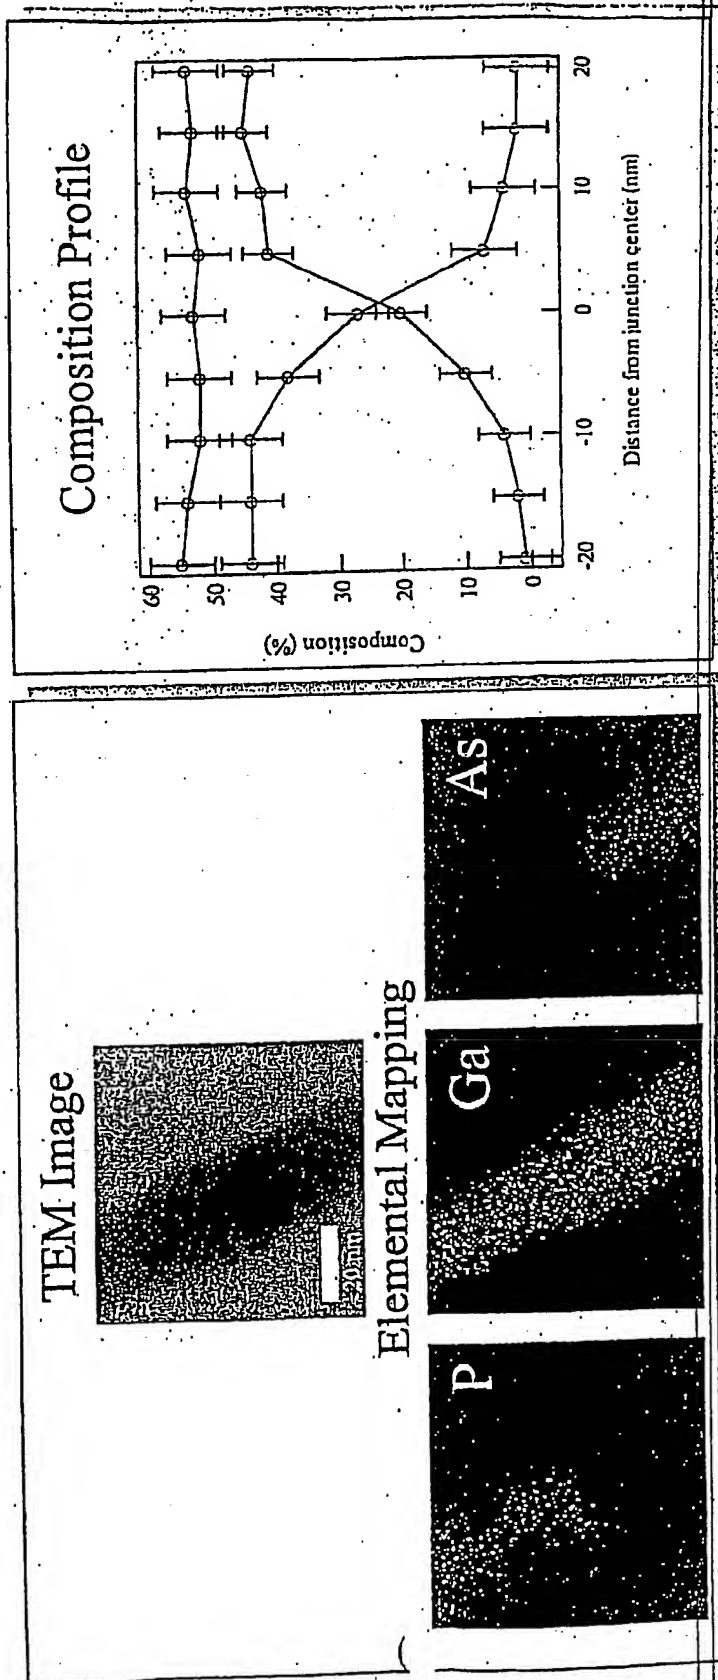 TEM Image
20 nm
Elemental Mapping
P
Ga
As
Composition Profile
Composition (%)
60
50
40
30
20
10
0
-20
-10
0
10
20
Distance from junction center (nm)